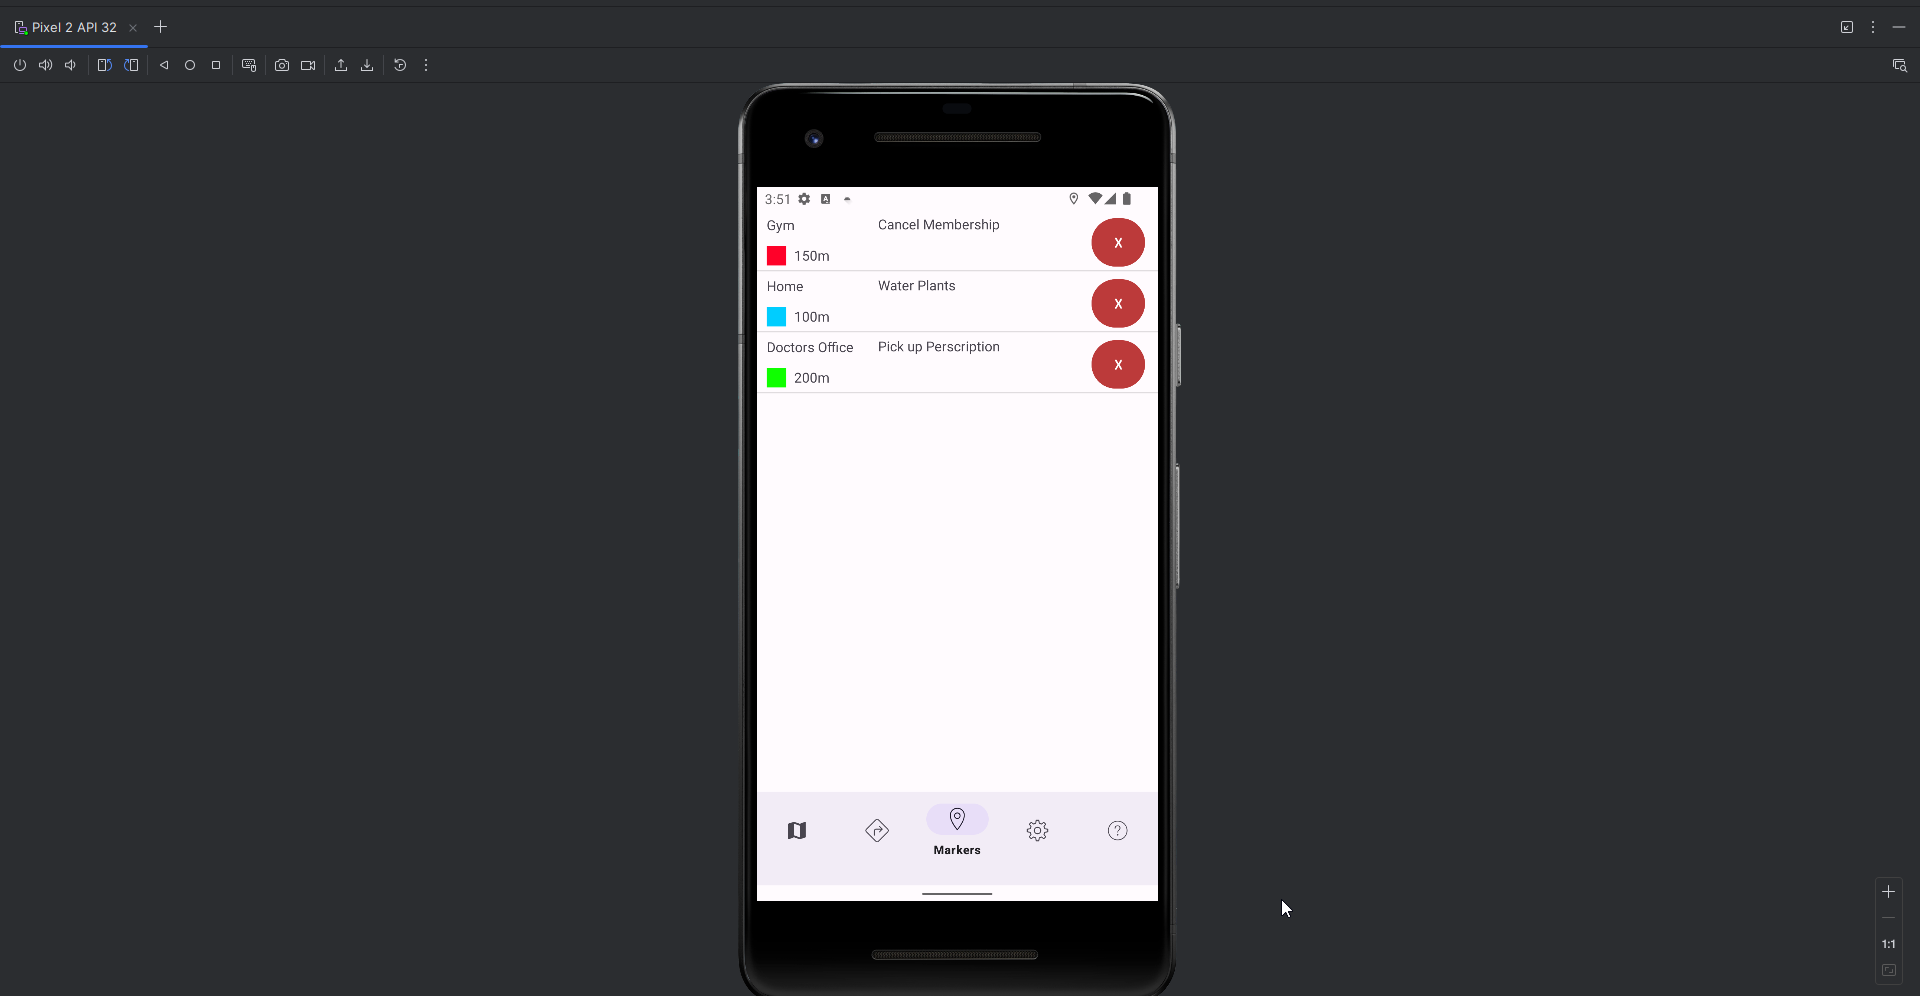 Pixel 2 API 32
3:51
Gym
Cancel Membership
X
150m
Home
Water Plants
X
100m
Doctors Office
Pick up Perscription
X
200m
Markers
1:1